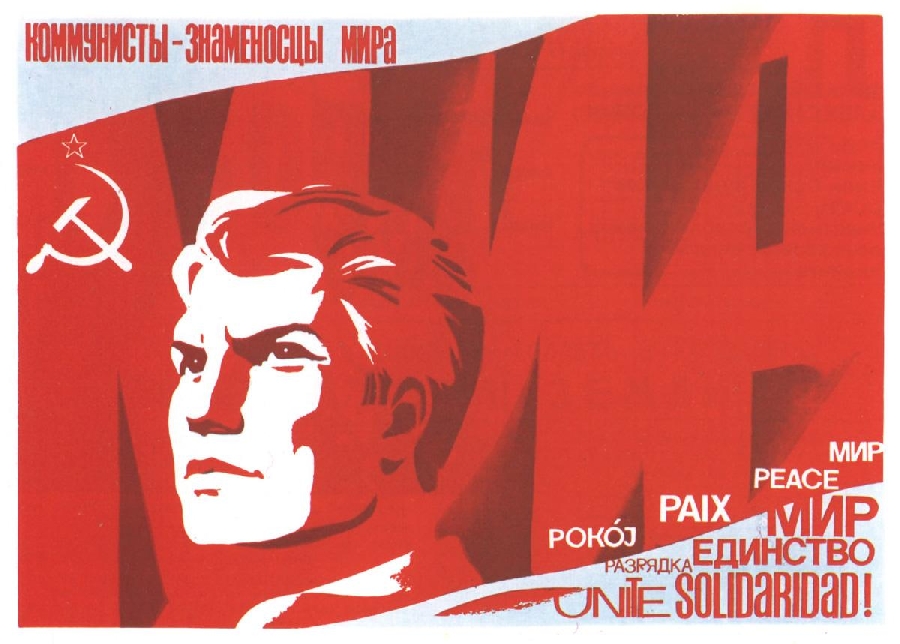 КОММУНИСТЫ - ЗНАМЕНОСЦЫ МИРА
МИР
МИР
PEACE
PAIX
POKÓJ
МИР
ЕДИНСТВО
РАЗРЯДКА
UNITE SOLIDARIDAD!